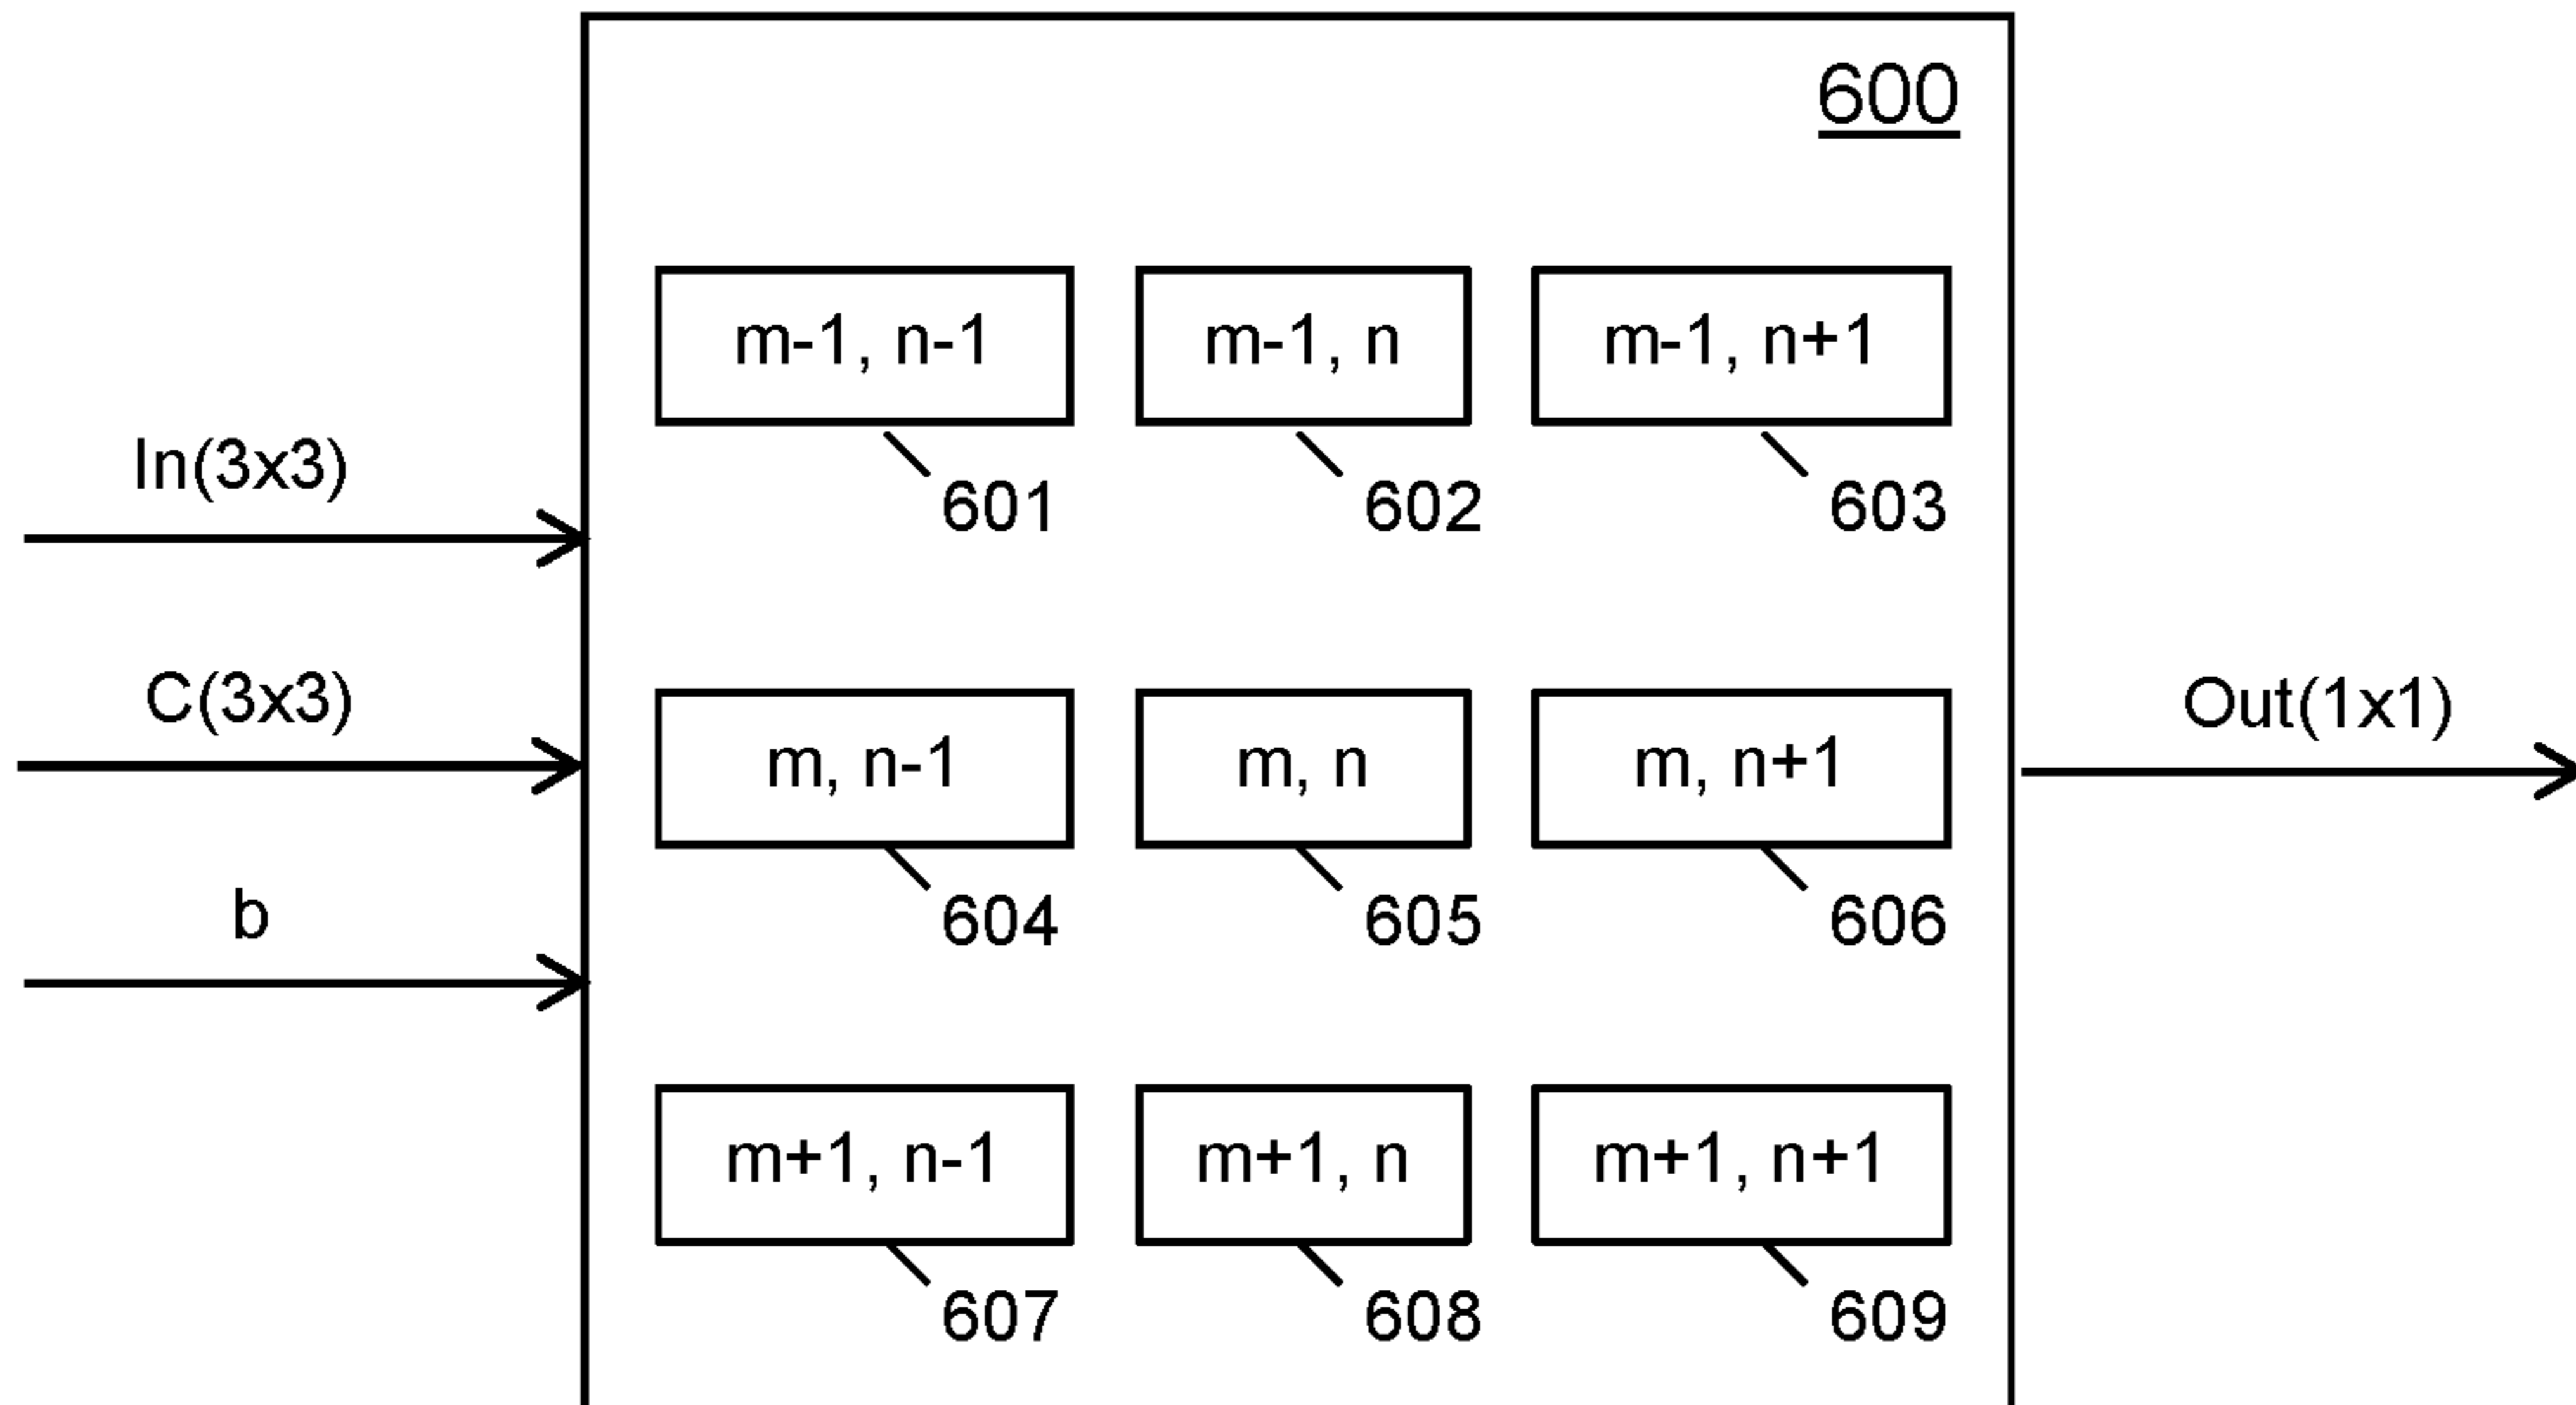 600
m-1, n-1
m-1, n
m-1, n+1
In(3x3)
601
602
603
C(3x3)
m, n-1
m, n
m, n+1
Out(1x1)
b
604
605
606
m+1, n-1
m+1, n
m+1, n+1
607
608
609